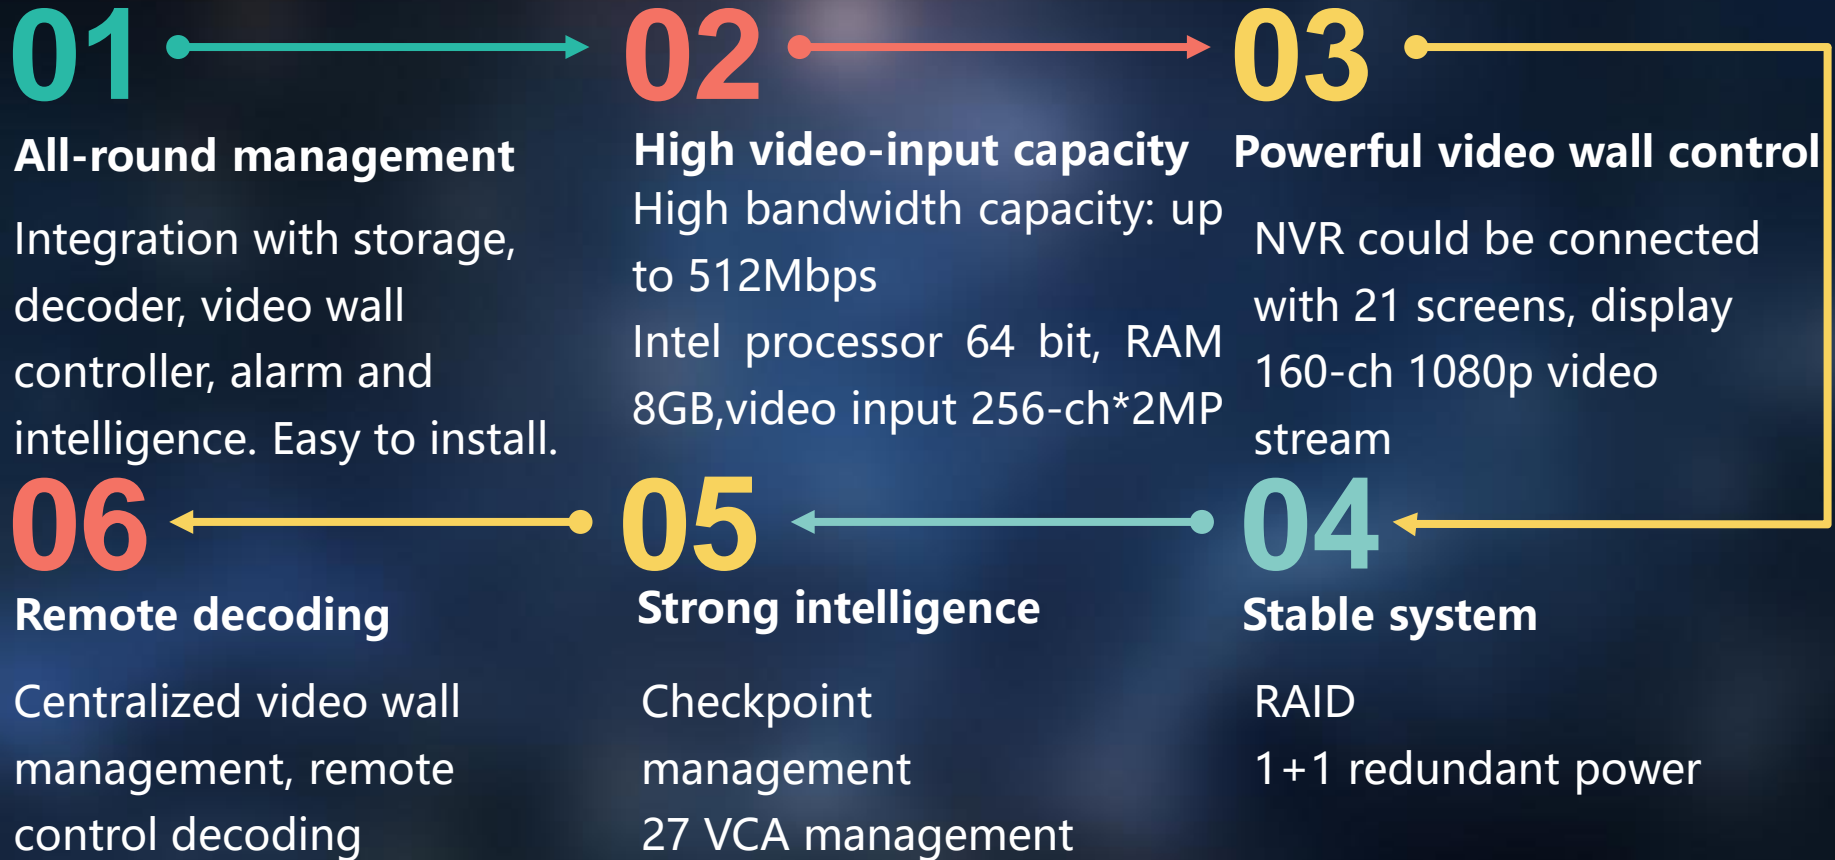 01
All-round management
Integration with storage,
decoder, video wall
controller, alarm and
intelligence. Easy to install.
02
High video-input capacity
High bandwidth capacity: up
to 512Mbps
Intel processor 64 bit, RAM
8GB,video input 256-ch*2MP
03
Powerful video wall control
NVR could be connected
with 21 screens, display
160-ch 1080p video
stream
04
Stable system
RAID
1+1 redundant power
05
Strong intelligence
Checkpoint
management
27 VCA management
06
Remote decoding
Centralized video wall
management, remote
control decoding